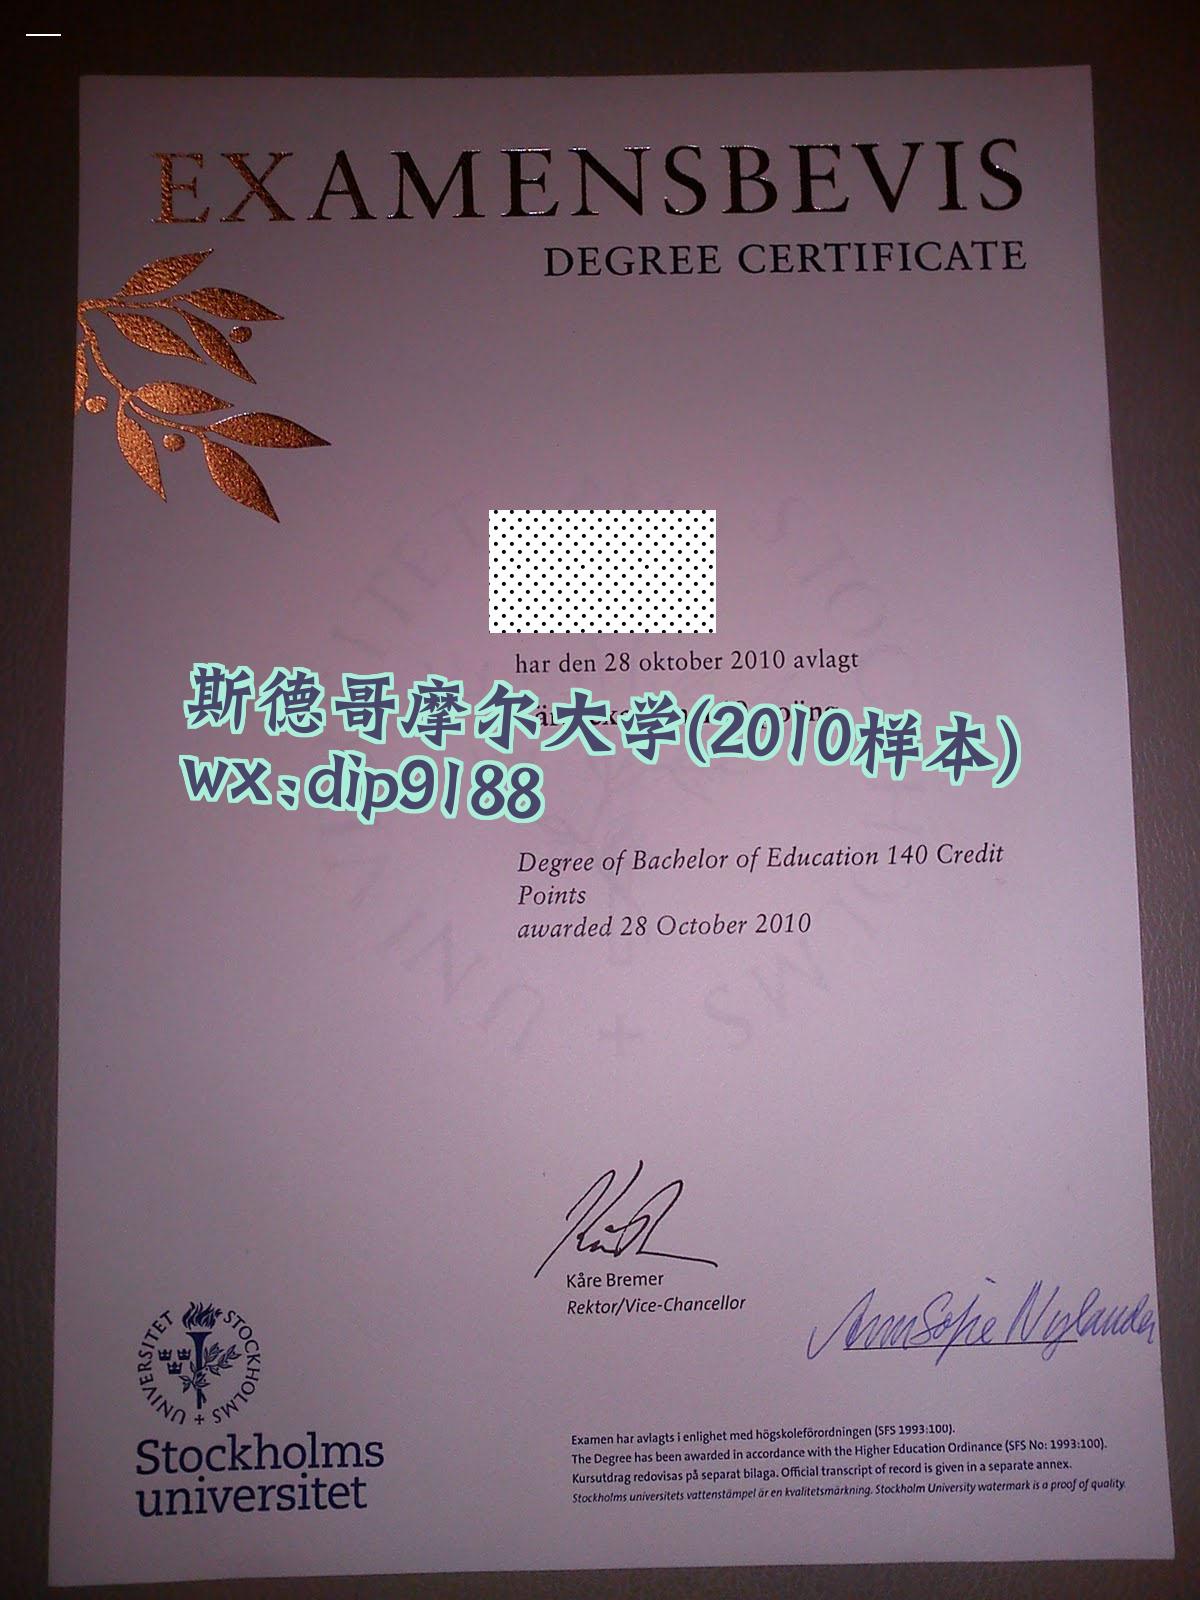 EXAMENSBEVIS
DEGREE CERTIFICATE
har den 28 oktober 2010 avlagt
斯德哥摩尔大学(2010样本)
wx:dip9188
Degree of Bachelor of Education 140 Credit
Points
awarded 28 October 2010
Kåre Bremer
Rektor/Vice-Chancellor
AnnSofie Nylander
UNIVERSITET STOCKHOLMS
Stockholms
universitet
Examen har avlagts i enlighet med högskoleförordningen (SFS 1993:100).
The Degree has been awarded in accordance with the Higher Education Ordinance (SFS No: 1993:100).
Kursutdrag redovisas på separat bilaga. Official transcript of record is given in a separate annex.
Stockholms universitets vattenstämpel är en kvalitetsmärkning. Stockholm University watermark is a proof of quality.